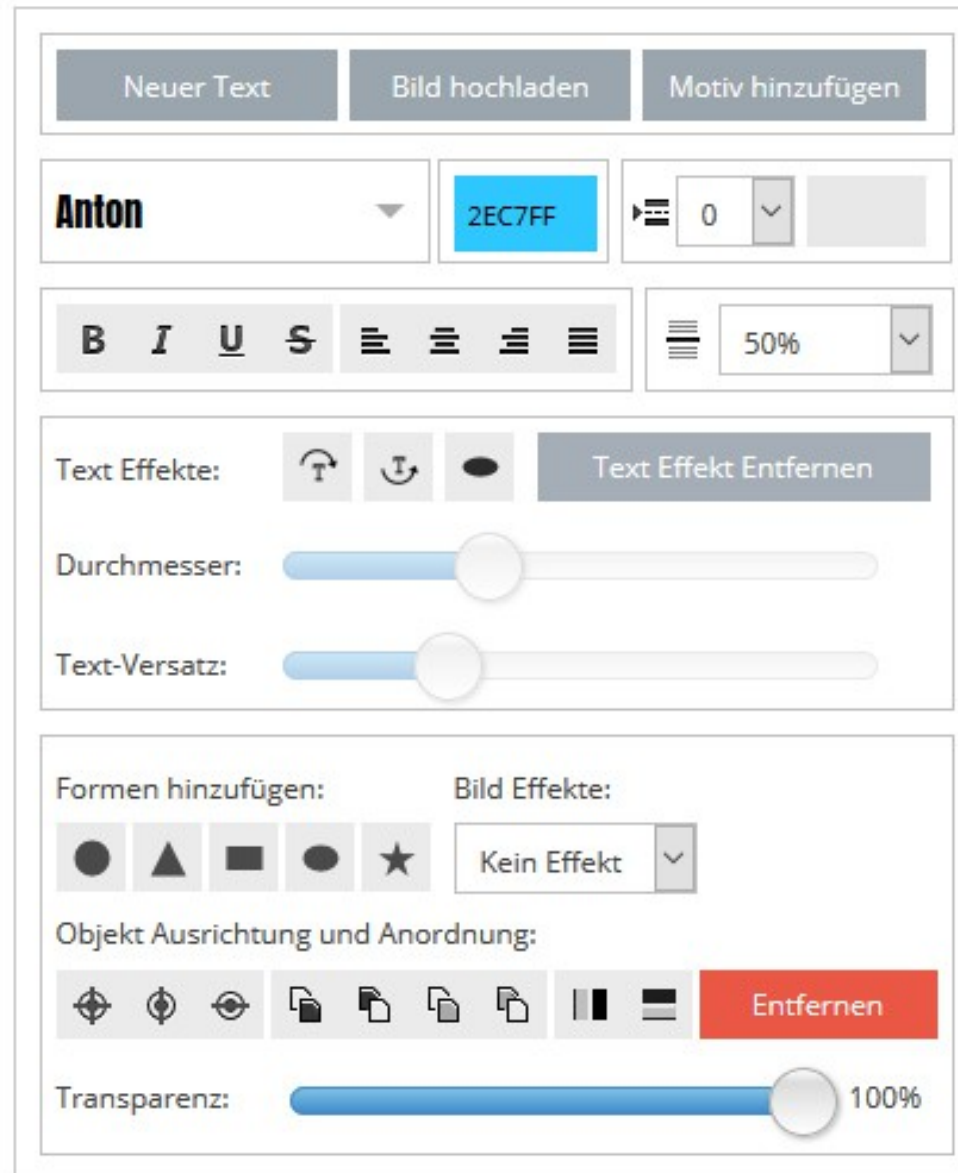 Neuer Text Bild hochladen Motiv hinzufügen
Anton 2EC7FF 0
B I U S 50%
Text Effekte: T T Text Effekt Entfernen
Durchmesser:
Text-Versatz:
Formen hinzufügen: Bild Effekte:
Kein Effekt
Objekt Ausrichtung und Anordnung:
Entfernen
Transparenz: 100%